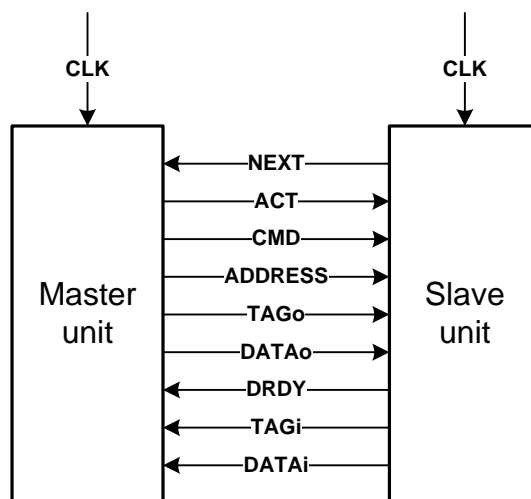 CLK
CLK
NEXT
ACT
CMD
ADDRESS
TAGo
DATAo
DRDY
TAGi
DATAi
Master
unit
Slave
unit